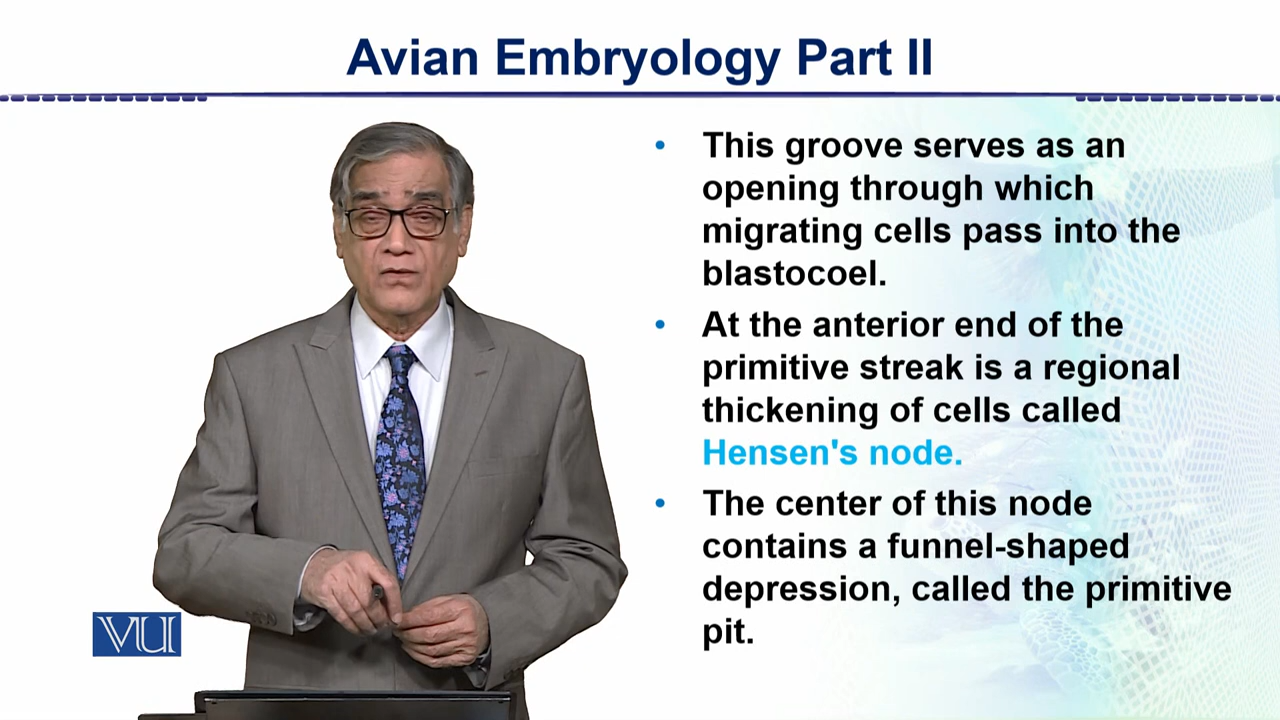 Avian Embryology Part II
• This groove serves as an
opening through which
migrating cells pass into the
blastocoel.
• At the anterior end of the
primitive streak is a regional
thickening of cells called
Hensen's node.
• The center of this node
contains a funnel-shaped
depression, called the primitive
pit.
VU